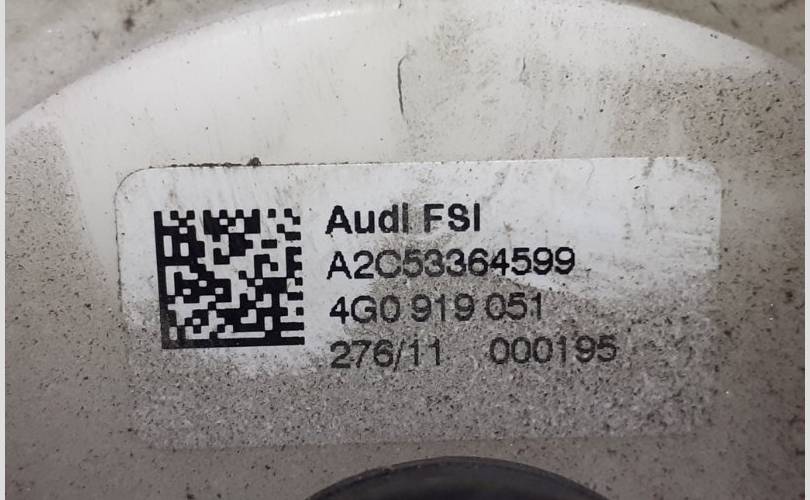 Audi FSI
A2C53364599
4G0 919 051
276/11 000195